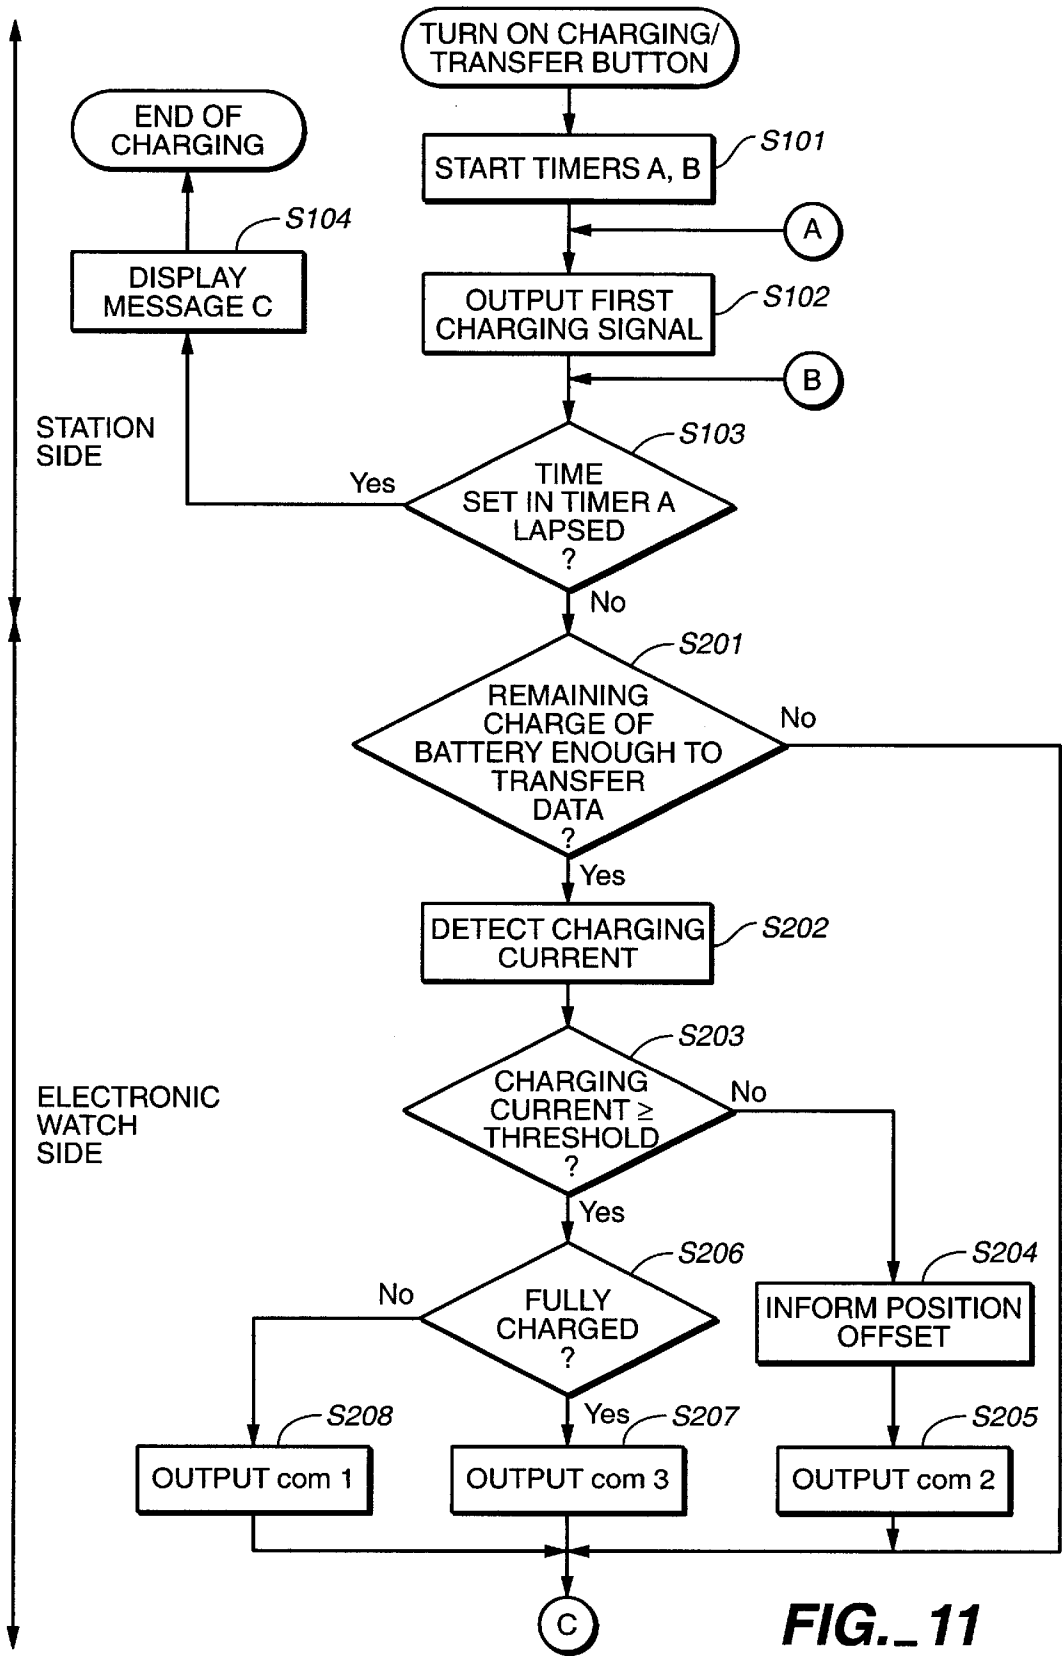 TURN ON CHARGING/
TRANSFER BUTTON
END OF
CHARGING
S101
START TIMERS A, B
S104
A
DISPLAY
MESSAGE C
S102
OUTPUT FIRST
CHARGING SIGNAL
B
STATION
SIDE
S103
Yes
TIME
SET IN TIMER A
LAPSED
?
No
S201
REMAINING
CHARGE OF
BATTERY ENOUGH TO
TRANSFER
DATA
?
No
Yes
DETECT CHARGING
CURRENT
S202
S203
ELECTRONIC
WATCH
SIDE
CHARGING
CURRENT ≥
THRESHOLD
?
No
Yes
S206
S204
No
FULLY
CHARGED
?
INFORM POSITION
OFFSET
Yes
S208
S207
S205
OUTPUT com 1
OUTPUT com 3
OUTPUT com 2
C
FIG._11